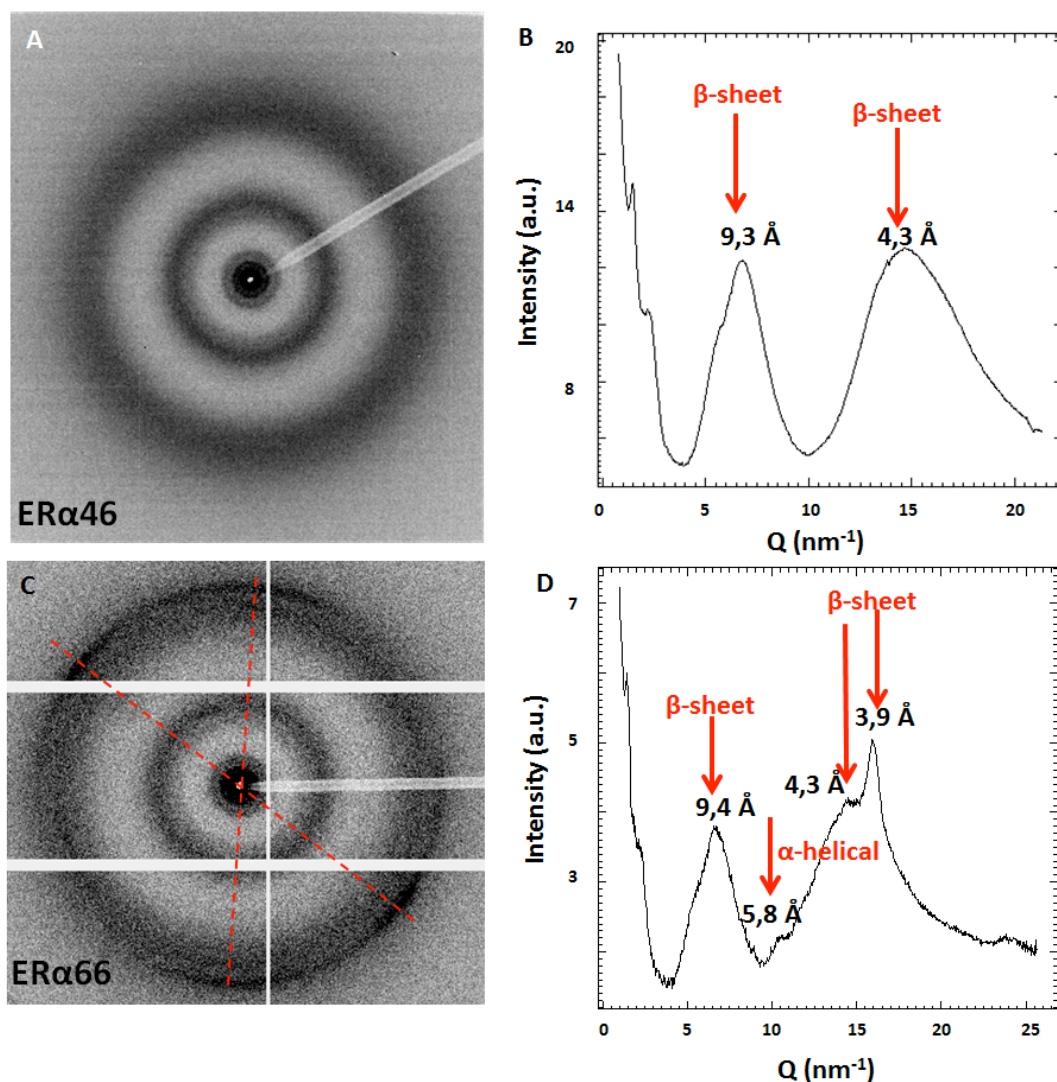 A
ERα46
B
20
14
8
β-sheet
β-sheet
9,3 Å
4,3 Å
Intensity (a.u.)
0 5 10 15 20
Q (nm⁻¹)
C
ERα66
D
7
5
3
β-sheet
β-sheet
3,9 Å
4,3 Å
9,4 Å
α-helical
5,8 Å
Intensity (a.u.)
0 5 10 15 20 25
Q (nm⁻¹)